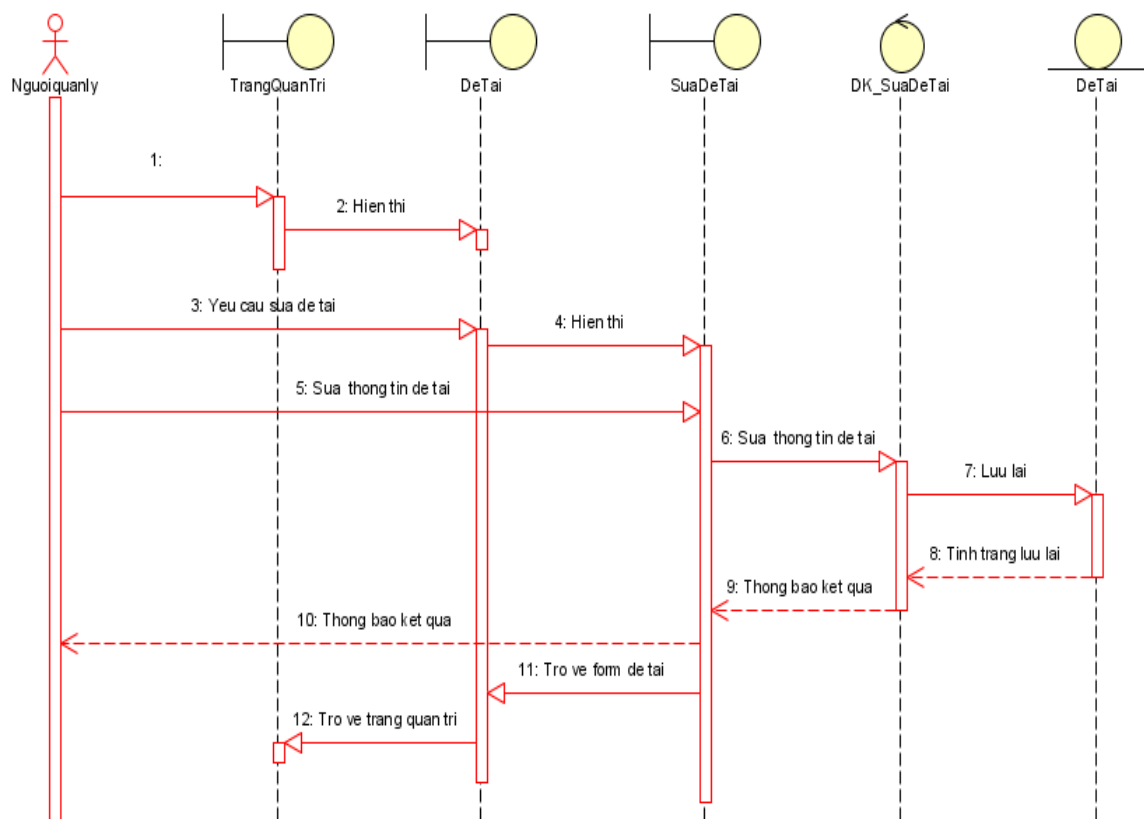 Nguoiquanly TrangQuanTri DeTai SuaDeTai DK_SuaDeTai DeTai
1:
2: Hien thi
3: Yeu cau sua de tai
4: Hien thi
5: Sua thong tin de tai
6: Sua thong tin de tai
7: Luu lai
8: Tinh trang luu lai
9: Thong bao ket qua
10: Thong bao ket qua
11: Tro ve form de tai
12: Tro ve trang quan tri